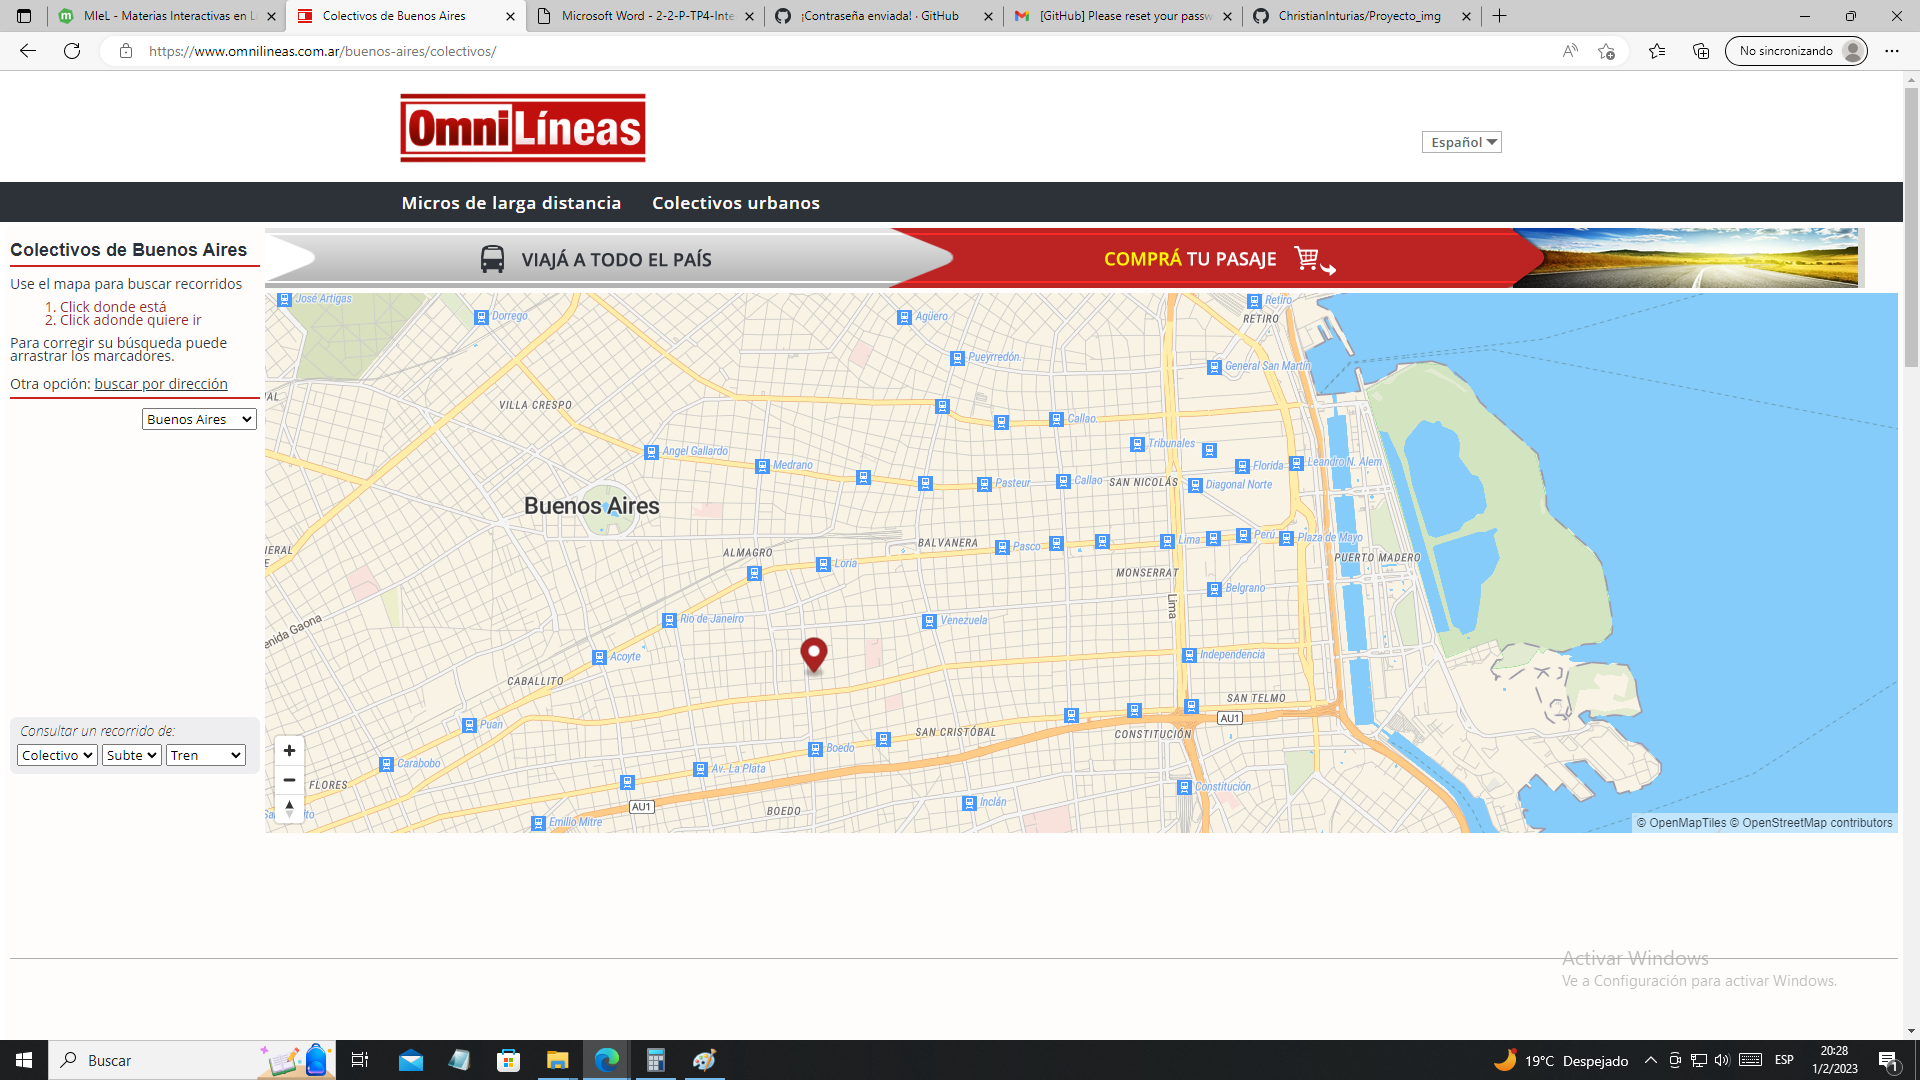 MIeL - Materias Interactivas en Lí
Colectivos de Buenos Aires
Microsoft Word - 2-2-P-TP4-Inte
¡Contraseña enviada! · GitHub
[GitHub] Please reset your passw
ChristianInturias/Proyecto_img
https://www.omnilineas.com.ar/buenos-aires/colectivos/
No sincronizando
OmniLíneas
Español
Micros de larga distancia
Colectivos urbanos
Colectivos de Buenos Aires
VIAJÁ A TODO EL PAÍS
COMPRÁ TU PASAJE
Use el mapa para buscar recorridos
1. Click donde está
2. Click adonde quiere ir
Para corregir su búsqueda puede
arrastrar los marcadores.
Otra opción: buscar por dirección
Buenos Aires
Consultar un recorrido de:
Colectivo
Subte
Tren
José Artigas
Dorrego
Agüero
Retiro
RETIRO
Pueyrredón.
General San Martín
VILLA CRESPO
Callao.
Tribunales
Angel Gallardo
Medrano
Florida
Leandro N. Alem
Pasteur
Callao
SAN NICOLÁS
Diagonal Norte
Buenos Aires
ALMAGRO
BALVANERA
Pasco
Lima
Perú
Plaza de Mayo
PUERTO MADERO
Loria
MONSERRAT
Belgrano
Lima
Río de Janeiro
Venezuela
enida Gaona
Acoyte
Independencia
CABALLITO
SAN TELMO
Puan
AU1
SAN CRISTÓBAL
CONSTITUCIÓN
Boedo
Carabobo
Av. La Plata
FLORES
Constitución
AU1
BOEDO
Inclán
Emilio Mitre
© OpenMapTiles © OpenStreetMap contributors
Activar Windows
Ve a Configuración para activar Windows.
Buscar
19°C Despejado
ESP
20:28
1/2/2023
1